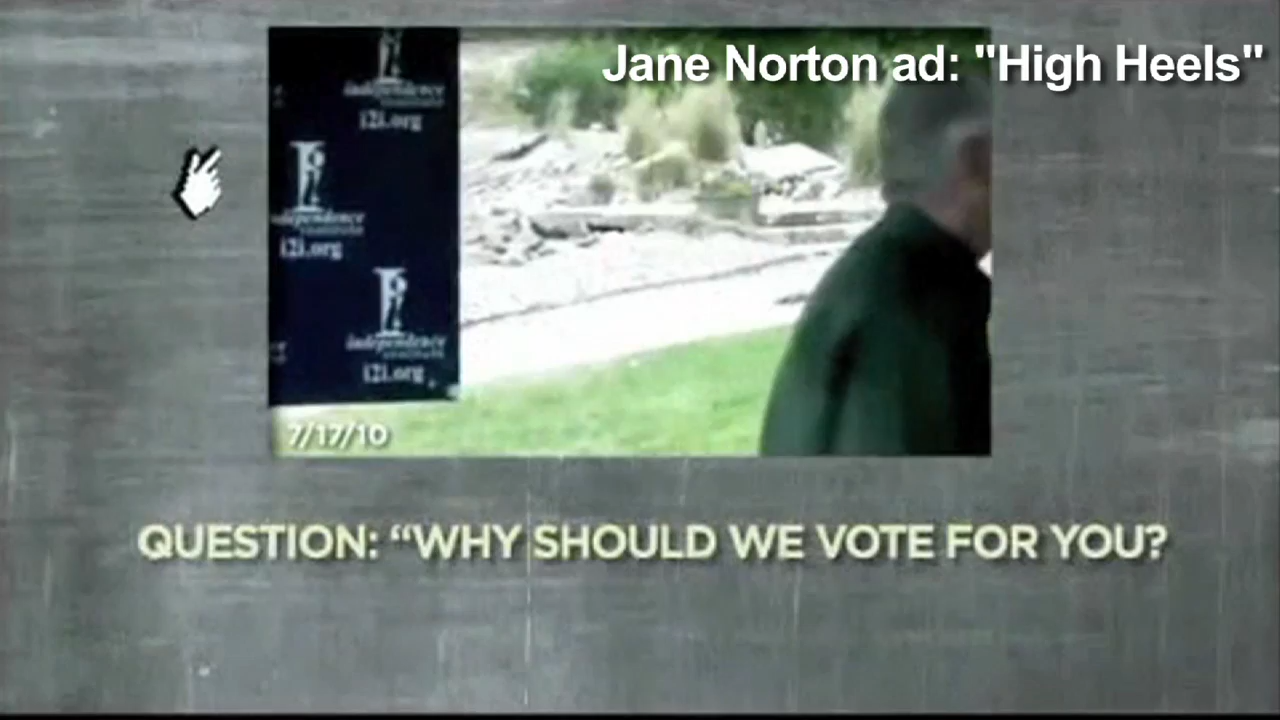 Jane Norton ad: "High Heels"
independence
i2i.org
independence
i2i.org
independence
i2i.org
7/17/10
QUESTION: “WHY SHOULD WE VOTE FOR YOU?